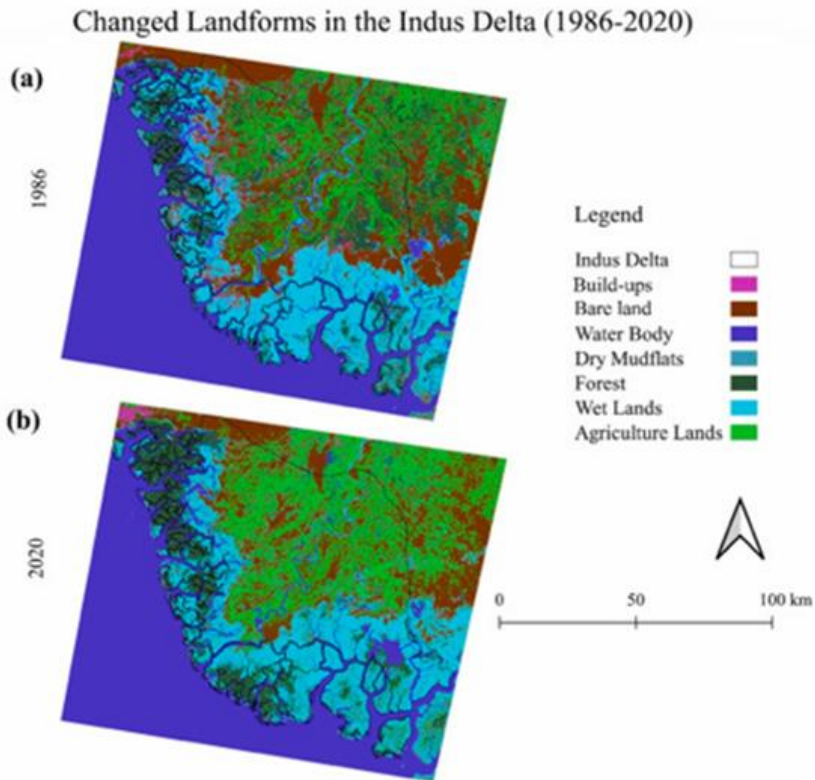 Changed Landforms in the Indus Delta (1986-2020)
(a)
1986
Legend
Indus Delta
Build-ups
Bare land
Water Body
Dry Mudflats
Forest
Wet Lands
Agriculture Lands
(b)
2020
0 50 100 km